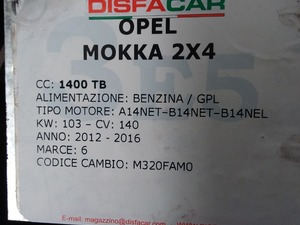 DISFACAR
OPEL
MOKKA 2X4
CC: 1400 TB
ALIMENTAZIONE: BENZINA / GPL
TIPO MOTORE: A14NET-B14NET-B14NEL
KW: 103 – CV: 140
ANNO: 2012 - 2016
MARCE: 6
CODICE CAMBIO: M320FAM0
E-mail: magazzino@disfacar.com